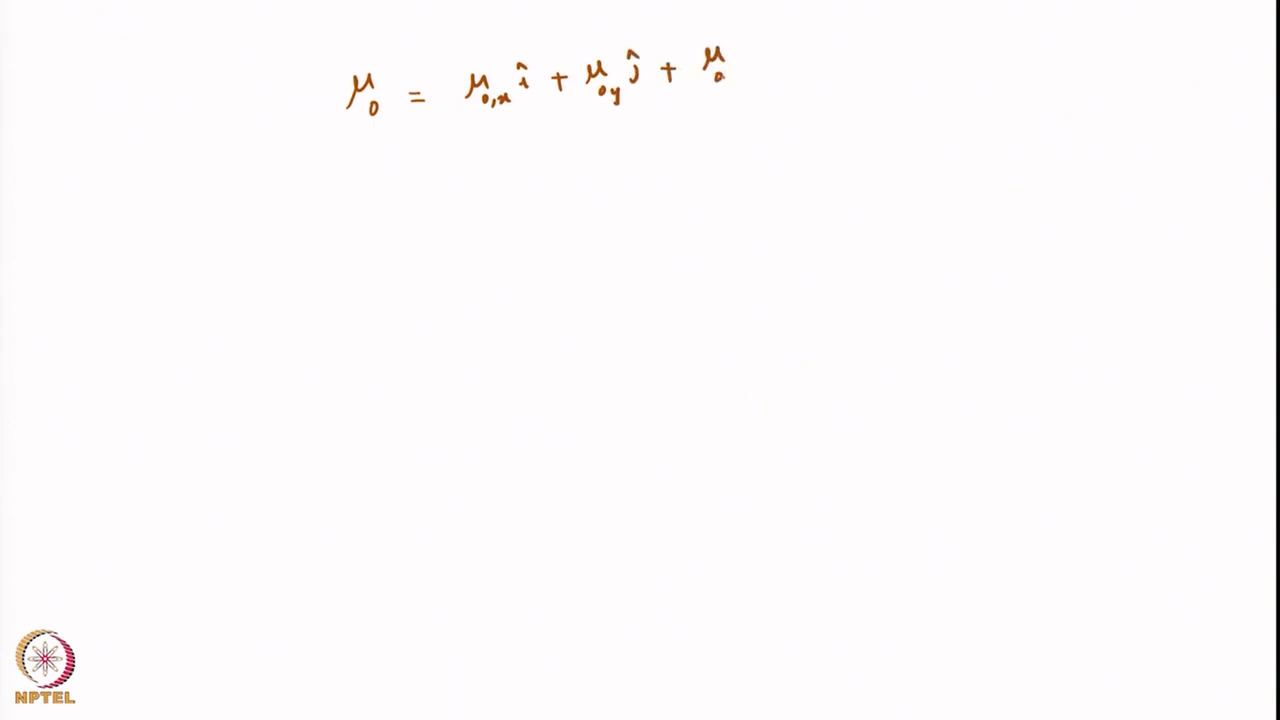 μ₀ = μ₀,ₓ î + μ₀y ĵ + μ₀
NPTEL